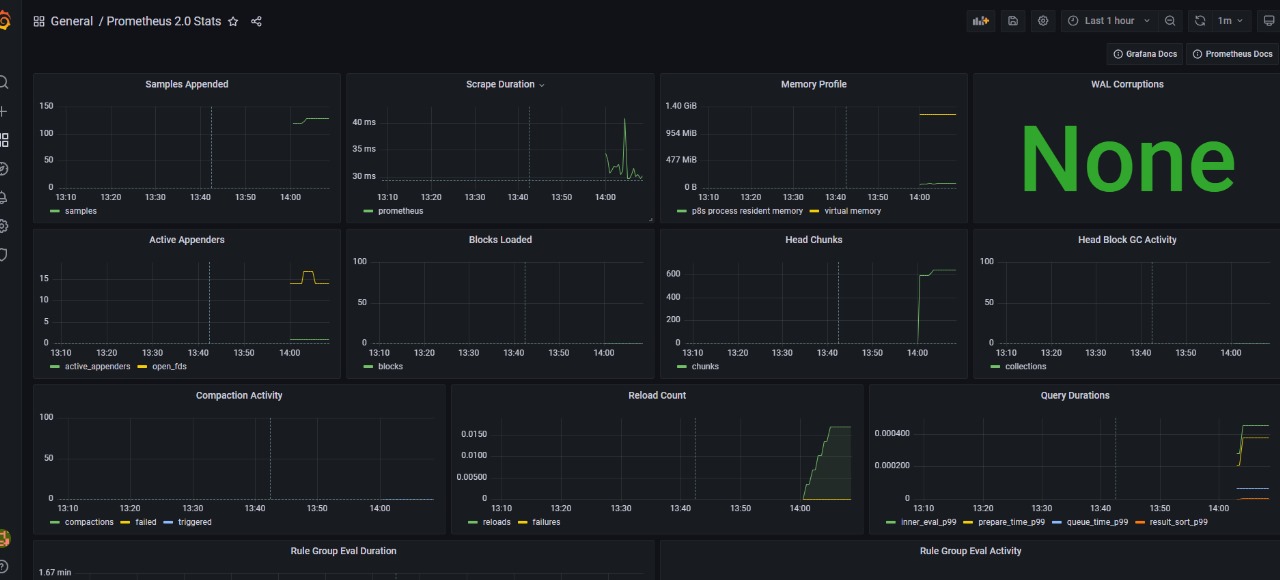 General / Prometheus 2.0 Stats
Last 1 hour
1m
Grafana Docs
Prometheus Docs
Samples Appended
150
100
50
0
13:10 13:20 13:30 13:40 13:50 14:00
samples
Scrape Duration
40 ms
35 ms
30 ms
13:10 13:20 13:30 13:40 13:50 14:00
prometheus
Memory Profile
1.40 GiB
954 MiB
477 MiB
0 B
13:10 13:20 13:30 13:40 13:50 14:00
p8s process resident memory virtual memory
WAL Corruptions
None
Active Appenders
15
10
5
0
13:10 13:20 13:30 13:40 13:50 14:00
active_appenders open_fds
Blocks Loaded
100
50
0
13:10 13:20 13:30 13:40 13:50 14:00
blocks
Head Chunks
600
400
200
0
13:10 13:20 13:30 13:40 13:50 14:00
chunks
Head Block GC Activity
100
50
0
13:10 13:20 13:30 13:40 13:50 14:00
collections
Compaction Activity
100
50
0
13:10 13:20 13:30 13:40 13:50 14:00
compactions failed triggered
Reload Count
0.0150
0.0100
0.00500
0
13:10 13:20 13:30 13:40 13:50 14:00
reloads failures
Query Durations
0.000400
0.000200
0
13:10 13:20 13:30 13:40 13:50 14:00
inner_eval_p99 prepare_time_p99 queue_time_p99 result_sort_p99
Rule Group Eval Duration
1.67 min
Rule Group Eval Activity